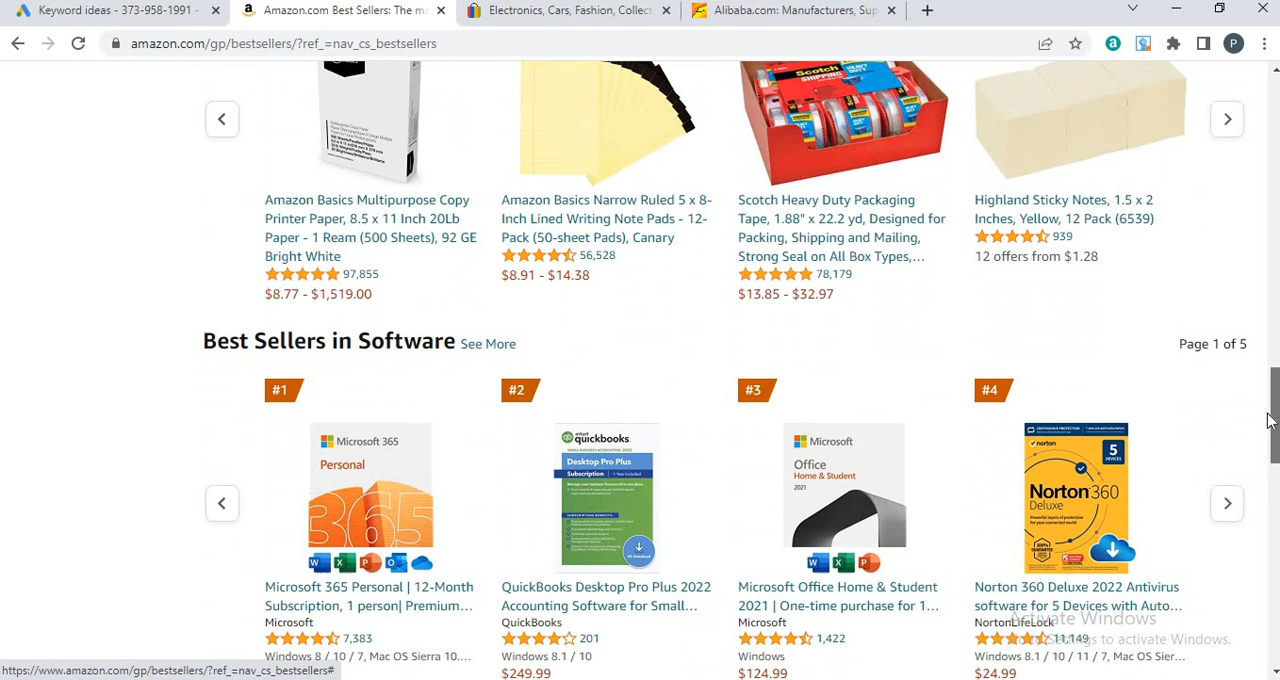 Keyword ideas - 373-958-1991 -
Amazon.com Best Sellers: The mo
Electronics, Cars, Fashion, Collect
Alibaba.com: Manufacturers, Sup
amazon.com/gp/bestsellers/?ref_=nav_cs_bestsellers
P
Amazon Basics Multipurpose Copy
Printer Paper, 8.5 x 11 Inch 20Lb
Paper - 1 Ream (500 Sheets), 92 GE
Bright White
97,855
$8.77 - $1,519.00
Amazon Basics Narrow Ruled 5 x 8-
Inch Lined Writing Note Pads - 12-
Pack (50-sheet Pads), Canary
56,528
$8.91 - $14.38
Scotch
SHIPPING
HEAVY DUTY
Scotch Heavy Duty Packaging
Tape, 1.88" x 22.2 yd, Designed for
Packing, Shipping and Mailing,
Strong Seal on All Box Types,...
78,179
$13.85 - $32.97
Highland Sticky Notes, 1.5 x 2
Inches, Yellow, 12 Pack (6539)
939
12 offers from $1.28
Best Sellers in Software See More
Page 1 of 5
#1
Microsoft 365
Personal
365
Microsoft 365 Personal | 12-Month
Subscription, 1 person| Premium...
Microsoft
7,383
Windows 8 / 10 / 7, Mac OS Sierra 10....
#2
quickbooks.
Desktop Pro Plus
Subscription
QuickBooks Desktop Pro Plus 2022
Accounting Software for Small...
QuickBooks
201
Windows 8.1 / 10
$249.99
#3
Microsoft
Office
Home & Student
2021
Microsoft Office Home & Student
2021 | One-time purchase for 1...
Microsoft
1,422
Windows
$124.99
#4
norton
5
DEVICES
Norton360
Deluxe
Norton 360 Deluxe 2022 Antivirus
software for 5 Devices with Auto...
NortonLifeLock
11,149
Windows 8.1 / 10 / 11 / 7, Mac OS Sier...
$24.99
Activate Windows
to activate Windows.
https://www.amazon.com/gp/bestsellers/?ref_=nav_cs_bestsellers#